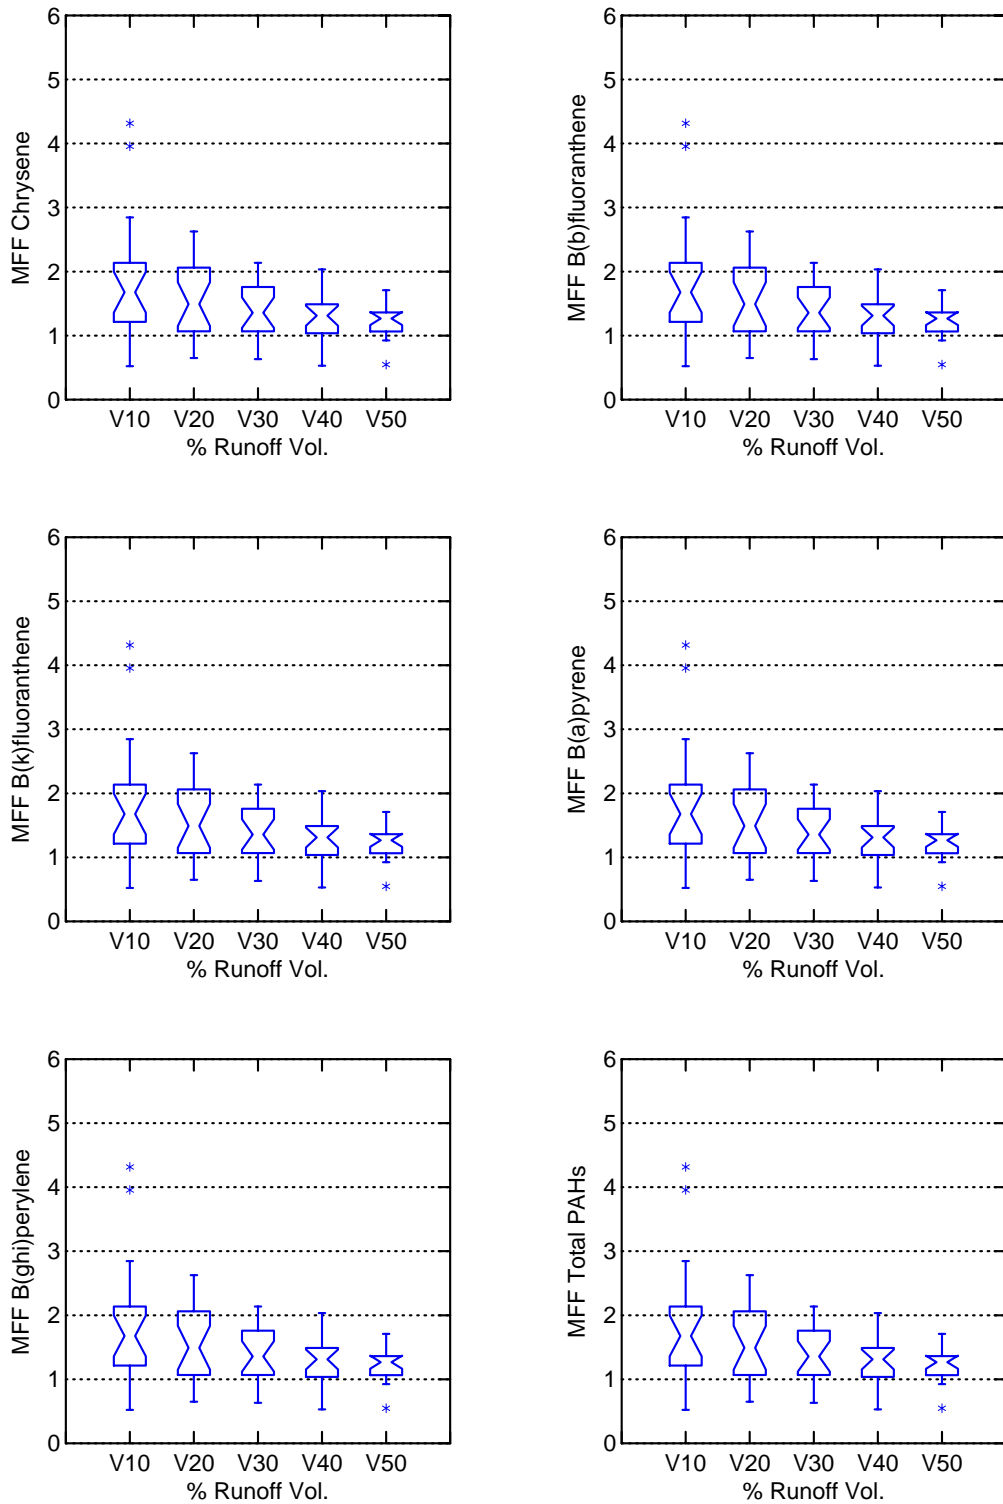 6
5
4
3
2
1
0
MFF Chrysene
V10 V20 V30 V40 V50
% Runoff Vol.
6
5
4
3
2
1
0
MFF B(b)fluoranthene
V10 V20 V30 V40 V50
% Runoff Vol.
6
5
4
3
2
1
0
MFF B(k)fluoranthene
V10 V20 V30 V40 V50
% Runoff Vol.
6
5
4
3
2
1
0
MFF B(a)pyrene
V10 V20 V30 V40 V50
% Runoff Vol.
6
5
4
3
2
1
0
MFF B(ghi)perylene
V10 V20 V30 V40 V50
% Runoff Vol.
6
5
4
3
2
1
0
MFF Total PAHs
V10 V20 V30 V40 V50
% Runoff Vol.